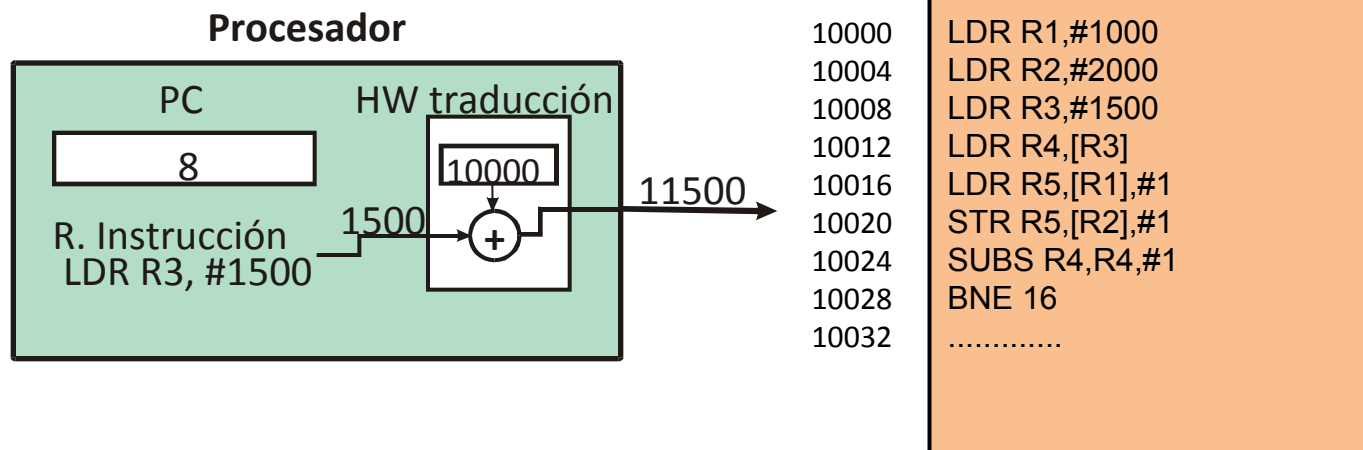 Procesador
PC
HW traducción
8
10000
1500
11500
+
R. Instrucción
LDR R3, #1500
10000 LDR R1,#1000
10004 LDR R2,#2000
10008 LDR R3,#1500
10012 LDR R4,[R3]
10016 LDR R5,[R1],#1
10020 STR R5,[R2],#1
10024 SUBS R4,R4,#1
10028 BNE 16
10032 .............